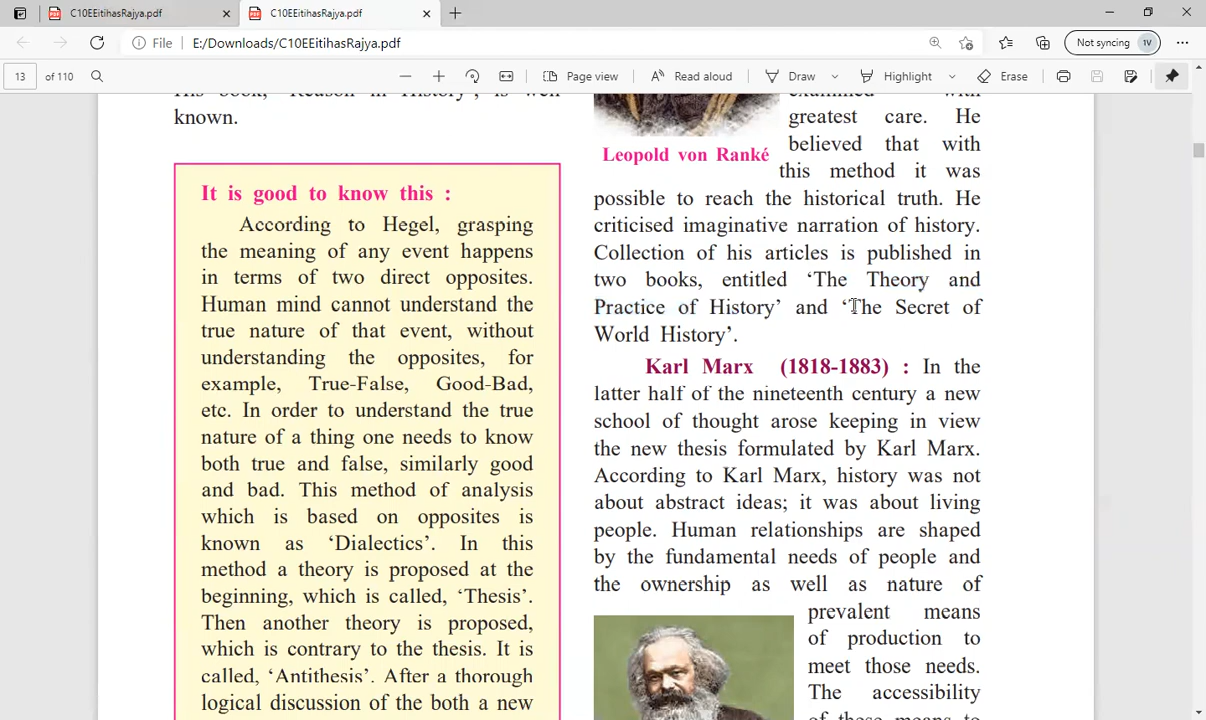 C10EEitihasRajya.pdf
C10EEitihasRajya.pdf
File
E:/Downloads/C10EEitihasRajya.pdf
Not syncing
13 of 110
Page view
Read aloud
Draw
Highlight
Erase
known.
It is good to know this :
According to Hegel, grasping
the meaning of any event happens
in terms of two direct opposites.
Human mind cannot understand the
true nature of that event, without
understanding the opposites, for
example, True-False, Good-Bad,
etc. In order to understand the true
nature of a thing one needs to know
both true and false, similarly good
and bad. This method of analysis
which is based on opposites is
known as ‘Dialectics’. In this
method a theory is proposed at the
beginning, which is called, ‘Thesis’.
Then another theory is proposed,
which is contrary to the thesis. It is
called, ‘Antithesis’. After a thorough
logical discussion of the both a new
Leopold von Ranké
greatest care. He
believed that with
this method it was
possible to reach the historical truth. He
criticised imaginative narration of history.
Collection of his articles is published in
two books, entitled ‘The Theory and
Practice of History’ and ‘The Secret of
World History’.
Karl Marx (1818-1883) : In the
latter half of the nineteenth century a new
school of thought arose keeping in view
the new thesis formulated by Karl Marx.
According to Karl Marx, history was not
about abstract ideas; it was about living
people. Human relationships are shaped
by the fundamental needs of people and
the ownership as well as nature of
prevalent means
of production to
meet those needs.
The accessibility